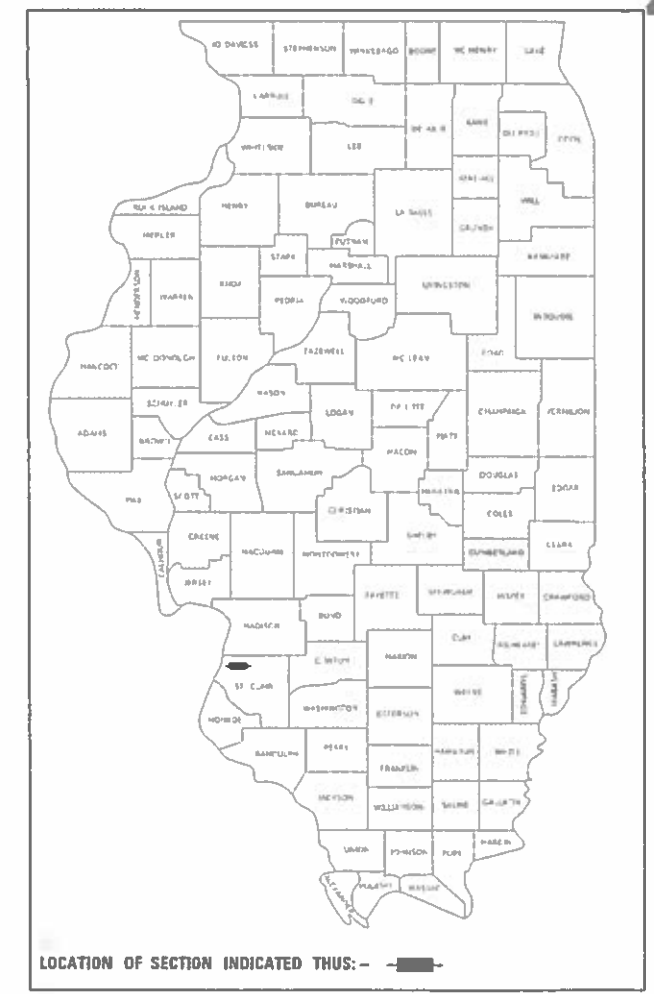 JO DAVIESS STEPHENSON WINNEBAGO BOONE MC HENRY LAKE
CARROLL OGLE
DE KALB KANE DU PAGE COOK
WHITESIDE LEE
KENDALL
ROCK ISLAND HENRY BUREAU LA SALLE WILL
GRUNDY
MERCER PUTNAM
STARK KANKAKEE
MARSHALL
HENDERSON WARREN KNOX LIVINGSTON
PEORIA WOODFORD
IROQUOIS
HANCOCK MC DONOUGH FULTON TAZEWELL MC LEAN FORD
MASON
SCHUYLER
LOGAN DE WITT CHAMPAIGN VERMILION
ADAMS BROWN CASS MENARD PIATT
MACON
MORGAN SANGAMON DOUGLAS
SCOTT MOULTRIE EDGAR
PIKE CHRISTIAN COLES
GREENE SHELBY
CALHOUN MACOUPIN MONTGOMERY CUMBERLAND CLARK
JERSEY
FAYETTE EFFINGHAM JASPER CRAWFORD
MADISON BOND
CLAY RICHLAND LAWRENCE
CLINTON MARION
ST. CLAIR WAYNE EDWARDS WABASH
WASHINGTON
MONROE JEFFERSON
RANDOLPH PERRY HAMILTON WHITE
FRANKLIN
JACKSON WILLIAMSON SALINE GALLATIN
UNION JOHNSON POPE HARDIN
ALEXANDER PULASKI MASSAC
LOCATION OF SECTION INDICATED THUS:-